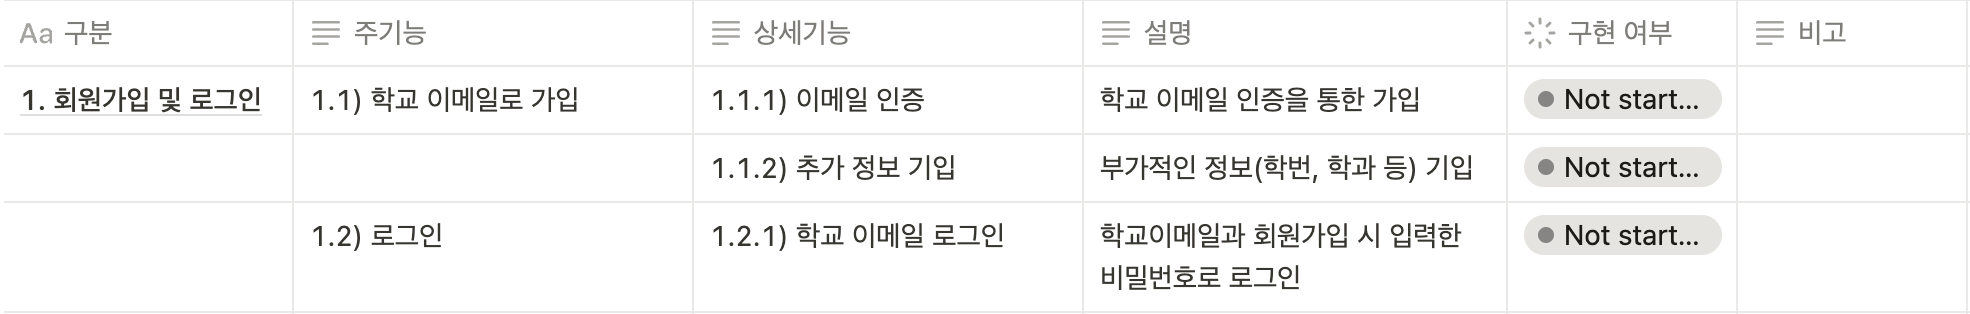 Aa 구분 주기능 상세기능 설명 구현 여부 비고
1. 회원가입 및 로그인 1.1) 학교 이메일로 가입 1.1.1) 이메일 인증 학교 이메일 인증을 통한 가입 Not start...
1.1.2) 추가 정보 기입 부가적인 정보(학번, 학과 등) 기입 Not start...
1.2) 로그인 1.2.1) 학교 이메일 로그인 학교이메일과 회원가입 시 입력한 Not start...
비밀번호로 로그인